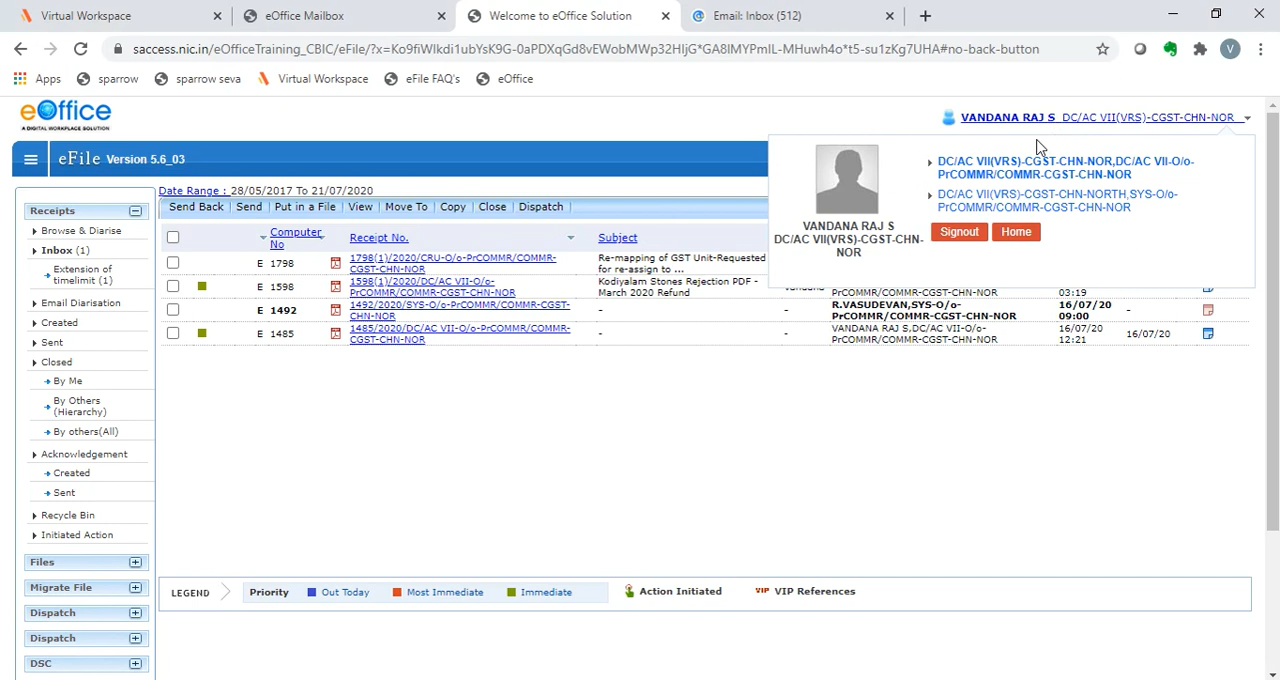 Virtual Workspace
eOffice Mailbox
Welcome to eOffice Solution
Email: Inbox (512)
saccess.nic.in/eOfficeTraining_CBIC/eFile/?x=Ko9fiWIkdi1ubYsK9G-0aPDXqGd8vEWobMWp32HIjG*GA8IMYPmIL-MHuwh4o*t5-su1zKg7UHA#no-back-button
V
Apps
sparrow
sparrow seva
Virtual Workspace
eFile FAQ's
eOffice
eOffice
A DIGITAL WORKPLACE SOLUTION
VANDANA RAJ S DC/AC VII(VRS)-CGST-CHN-NOR
eFile Version 5.6_03
VANDANA RAJ S
DC/AC VII(VRS)-CGST-CHN-
NOR
DC/AC VII(VRS)-CGST-CHN-NOR,DC/AC VII-O/o-
PrCOMMR/COMMR-CGST-CHN-NOR
DC/AC VII(VRS)-CGST-CHN-NORTH,SYS-O/o-
PrCOMMR/COMMR-CGST-CHN-NOR
Signout
Home
Receipts
Browse & Diarise
Inbox (1)
Extension of
timelimit (1)
Email Diarisation
Created
Sent
Closed
By Me
By Others
(Hierarchy)
By others(All)
Acknowledgement
Created
Sent
Recycle Bin
Initiated Action
Files
Migrate File
Dispatch
Dispatch
DSC
Date Range : 28/05/2017 To 21/07/2020
Send Back | Send | Put in a File | View | Move To | Copy | Close | Dispatch |
Computer
No
Receipt No.
Subject
E 1798
1798(1)/2020/CRU-O/o-PrCOMMR/COMMR-
CGST-CHN-NOR
Re-mapping of GST Unit-Requested
for re-assign to ...
E 1598
1598(1)/2020/DC/AC VII-O/o-
PrCOMMR/COMMR-CGST-CHN-NOR
Kodiyalam Stones Rejection PDF -
March 2020 Refund
PrCOMMR/COMMR-CGST-CHN-NOR
03:19
E 1492
1492/2020/SYS-O/o-PrCOMMR/COMMR-CGST-
CHN-NOR
-
-
R.VASUDEVAN,SYS-O/o-
PrCOMMR/COMMR-CGST-CHN-NOR
16/07/20
09:00
-
E 1485
1485/2020/DC/AC VII-O/o-PrCOMMR/COMMR-
CGST-CHN-NOR
-
-
VANDANA RAJ S,DC/AC VII-O/o-
PrCOMMR/COMMR-CGST-CHN-NOR
16/07/20
12:21
16/07/20
LEGEND
Priority
Out Today
Most Immediate
Immediate
Action Initiated
VIP VIP References